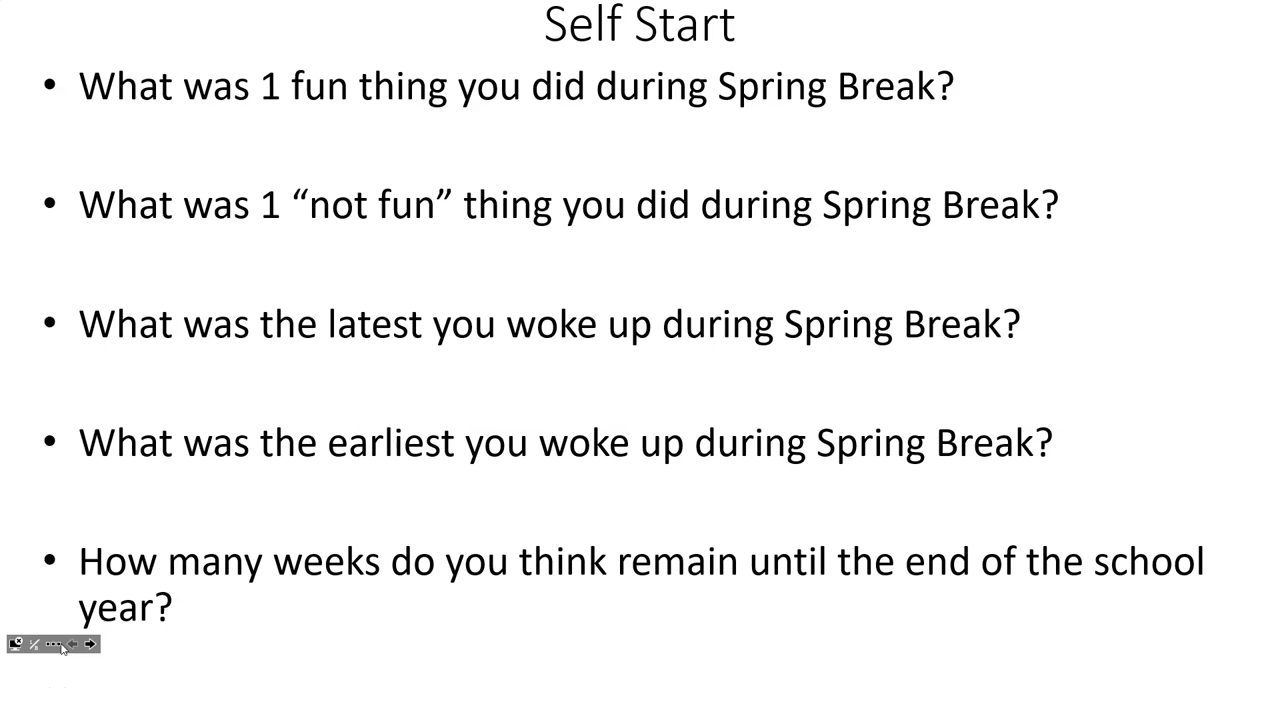 Self Start
• What was 1 fun thing you did during Spring Break?
• What was 1 “not fun” thing you did during Spring Break?
• What was the latest you woke up during Spring Break?
• What was the earliest you woke up during Spring Break?
• How many weeks do you think remain until the end of the school
year?